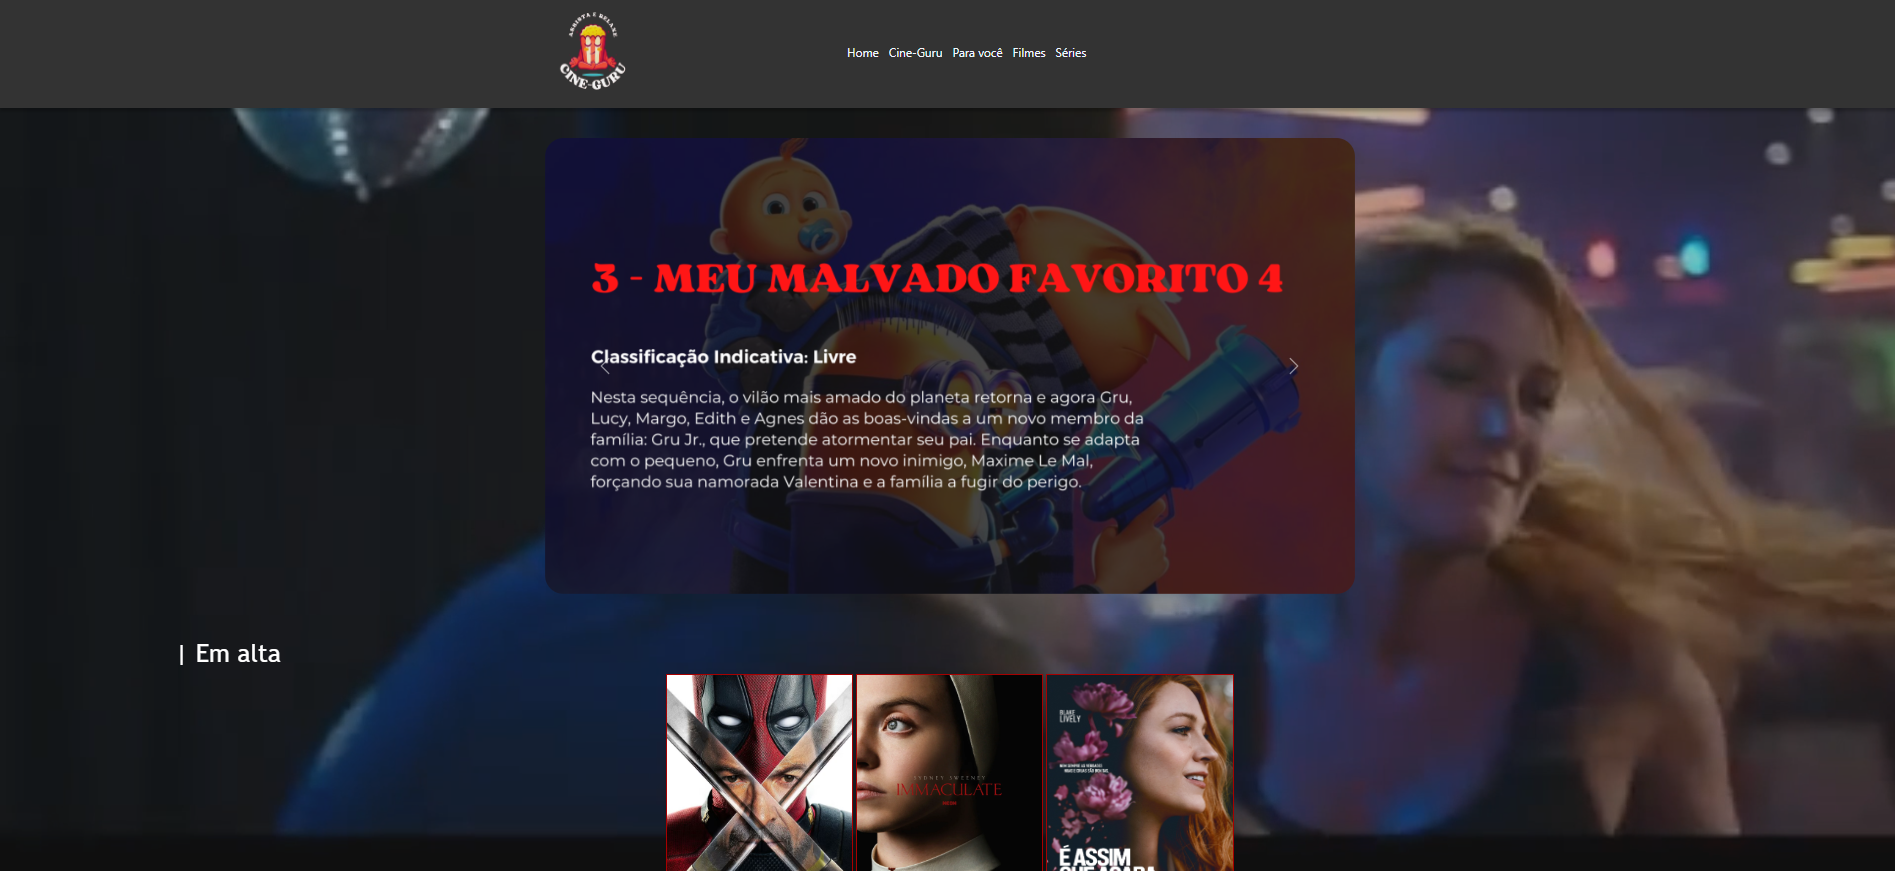 ASSISTA E RELAXE
CINE-GURU
Home Cine-Guru Para você Filmes Séries
3 - MEU MALVADO FAVORITO 4
Classificação Indicativa: Livre
Nesta sequência, o vilão mais amado do planeta retorna e agora Gru,
Lucy, Margo, Edith e Agnes dão as boas-vindas a um novo membro da
família: Gru Jr., que pretende atormentar seu pai. Enquanto se adapta
com o pequeno, Gru enfrenta um novo inimigo, Maxime Le Mal,
forçando sua namorada Valentina e a família a fugir do perigo.
| Em alta
SYDNEY SWEENEY
IMMACULATE
BLAKE
LIVELY
É ASSIM
QUE ACABA